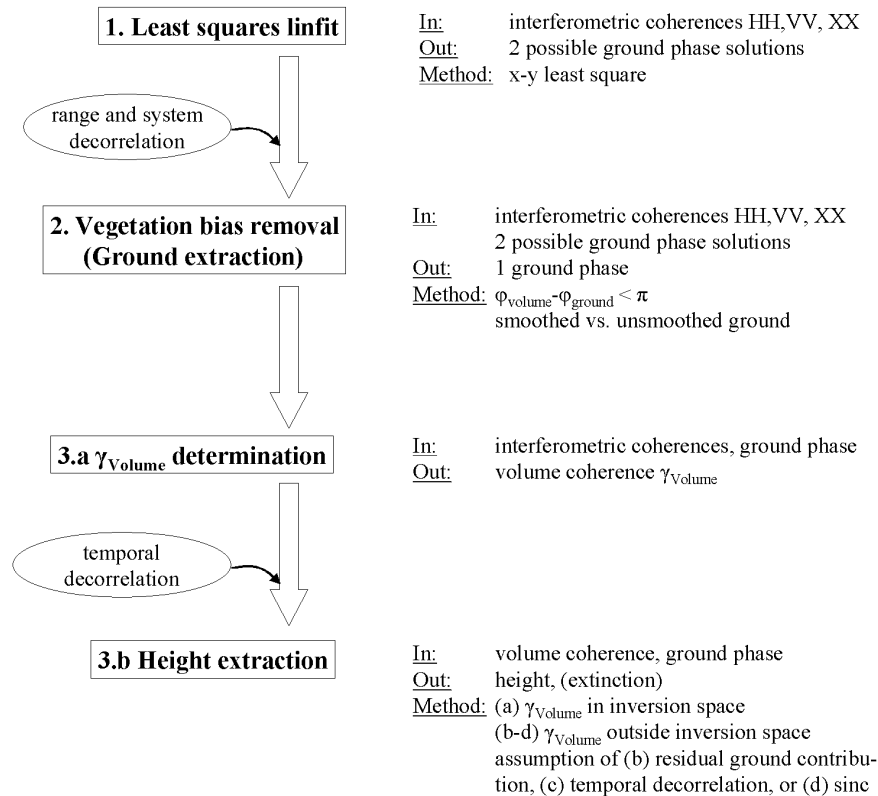 1. Least squares linfit
In: interferometric coherences HH,VV, XX
Out: 2 possible ground phase solutions
Method: x-y least square
range and system
decorrelation
2. Vegetation bias removal
(Ground extraction)
In: interferometric coherences HH,VV, XX
2 possible ground phase solutions
Out: 1 ground phase
Method: φvolume-φground < π
smoothed vs. unsmoothed ground
3.a γVolume determination
In: interferometric coherences, ground phase
Out: volume coherence γVolume
temporal
decorrelation
3.b Height extraction
In: volume coherence, ground phase
Out: height, (extinction)
Method: (a) γVolume in inversion space
(b-d) γVolume outside inversion space
assumption of (b) residual ground contribu-
tion, (c) temporal decorrelation, or (d) sinc